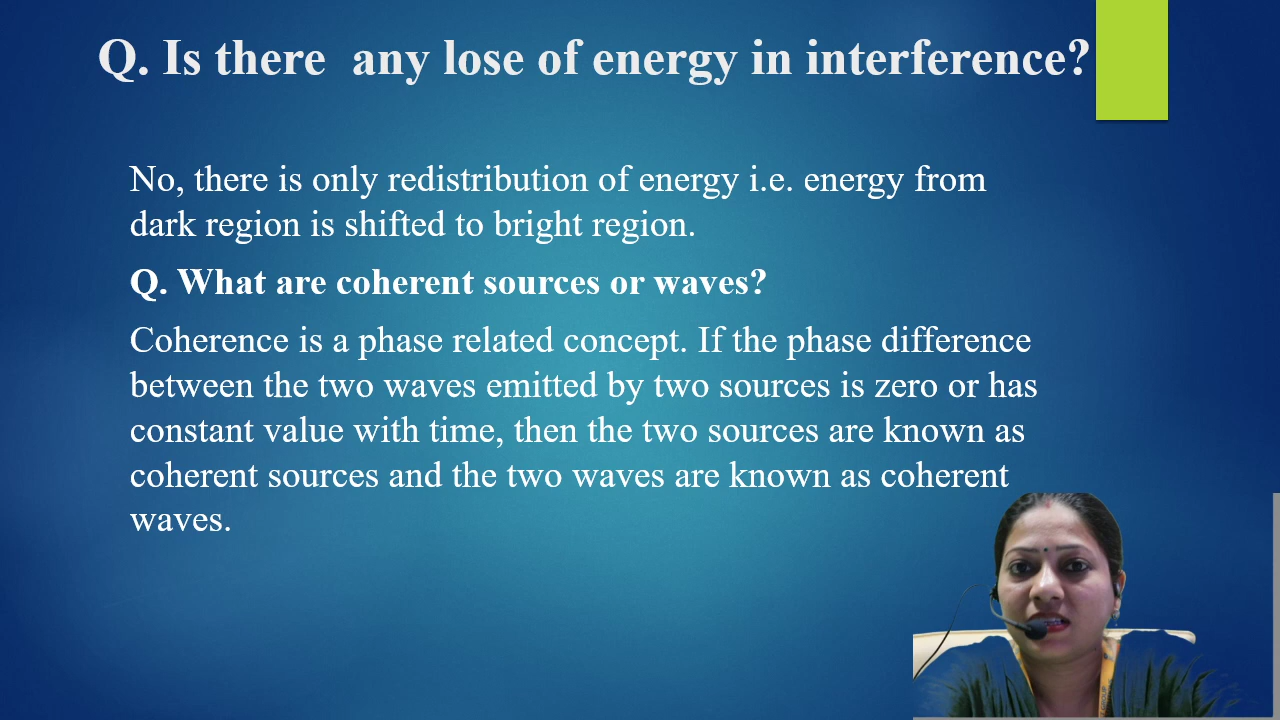 Q. Is there  any lose of energy in interference?
No, there is only redistribution of energy i.e. energy from
dark region is shifted to bright region.
Q. What are coherent sources or waves?
Coherence is a phase related concept. If the phase difference
between the two waves emitted by two sources is zero or has
constant value with time, then the two sources are known as
coherent sources and the two waves are known as coherent
waves.